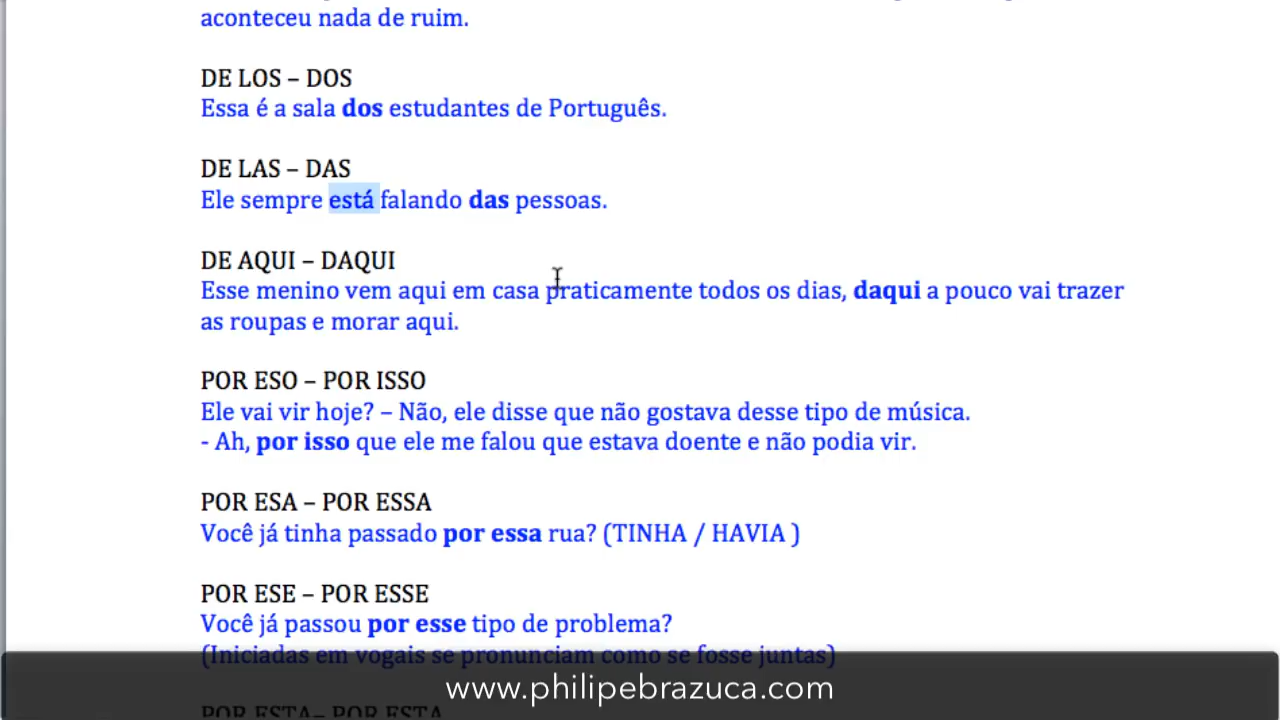 aconteceu nada de ruim.
DE LOS – DOS
Essa é a sala dos estudantes de Português.
DE LAS – DAS
Ele sempre está falando das pessoas.
DE AQUI – DAQUI
Esse menino vem aqui em casa praticamente todos os dias, daqui a pouco vai trazer
as roupas e morar aqui.
POR ESO – POR ISSO
Ele vai vir hoje? – Não, ele disse que não gostava desse tipo de música.
- Ah, por isso que ele me falou que estava doente e não podia vir.
POR ESA – POR ESSA
Você já tinha passado por essa rua? (TINHA / HAVIA )
POR ESE – POR ESSE
Você já passou por esse tipo de problema?
(Iniciadas em vogais se pronunciam como se fosse juntas)
www.philipebrazuca.com
POR ESTA– POR ESTA